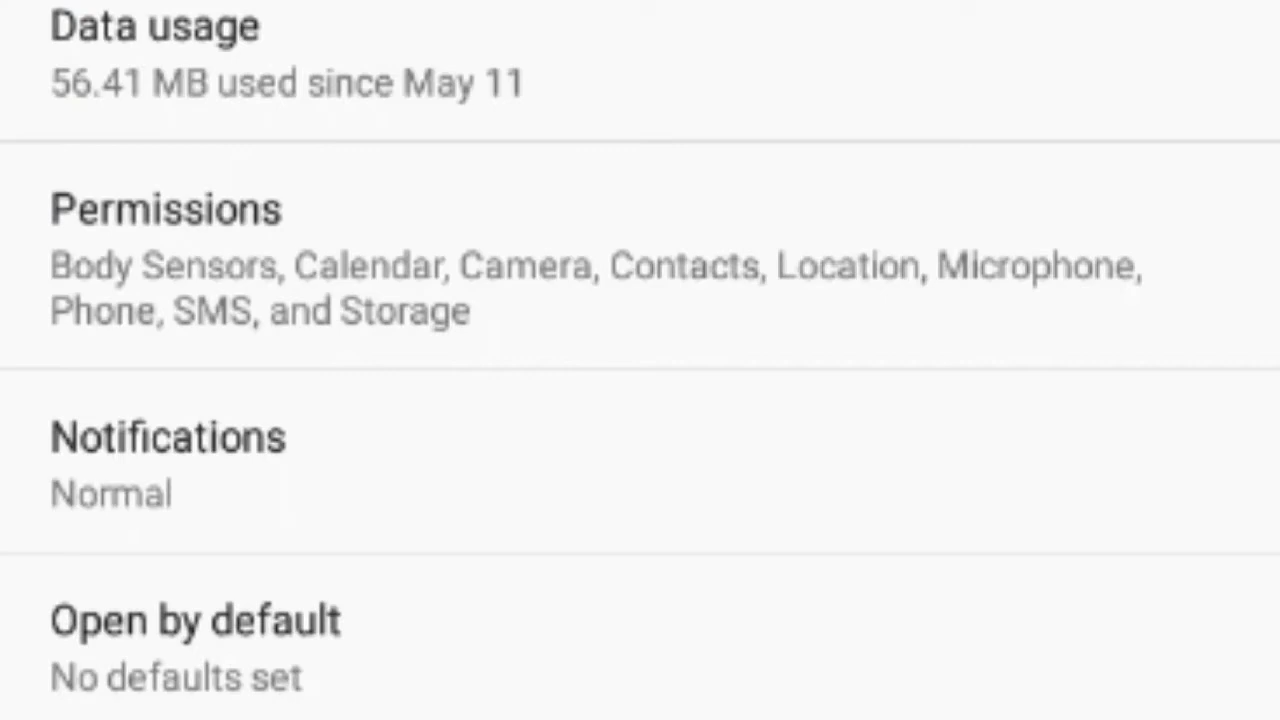 Data usage
56.41 MB used since May 11
Permissions
Body Sensors, Calendar, Camera, Contacts, Location, Microphone,
Phone, SMS, and Storage
Notifications
Normal
Open by default
No defaults set